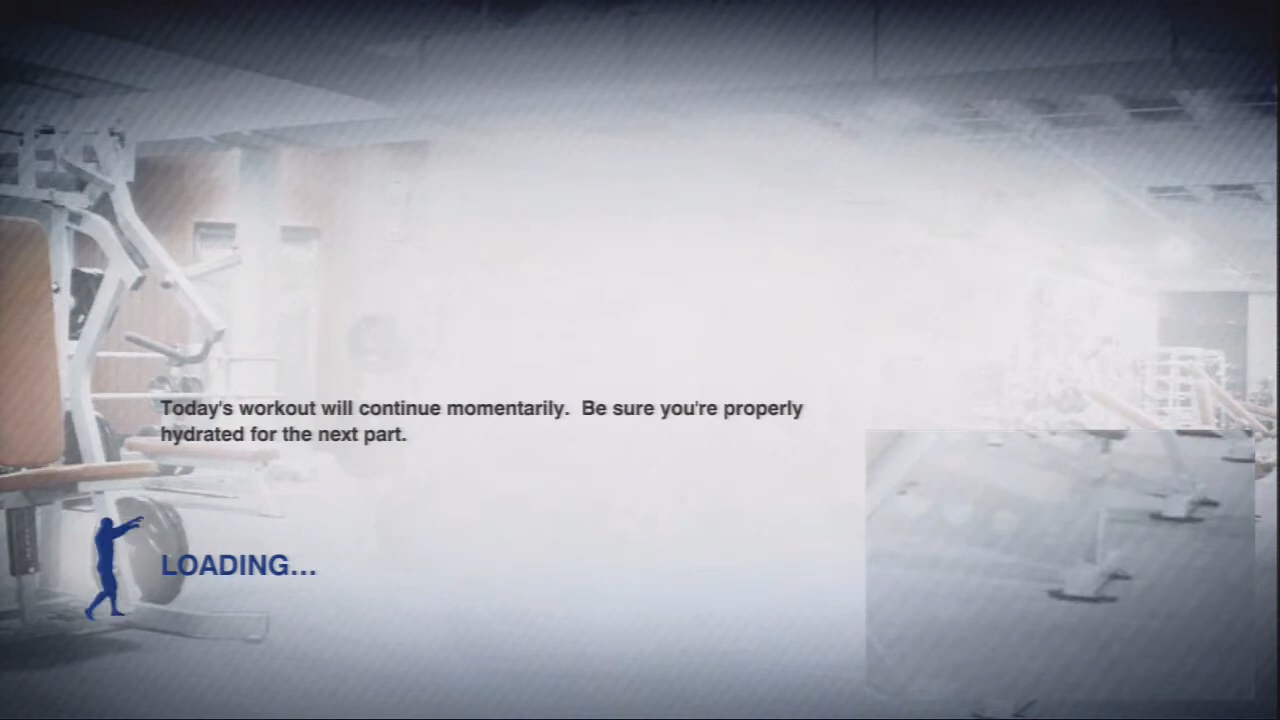 Today's workout will continue momentarily.  Be sure you're properly
hydrated for the next part.
LOADING...